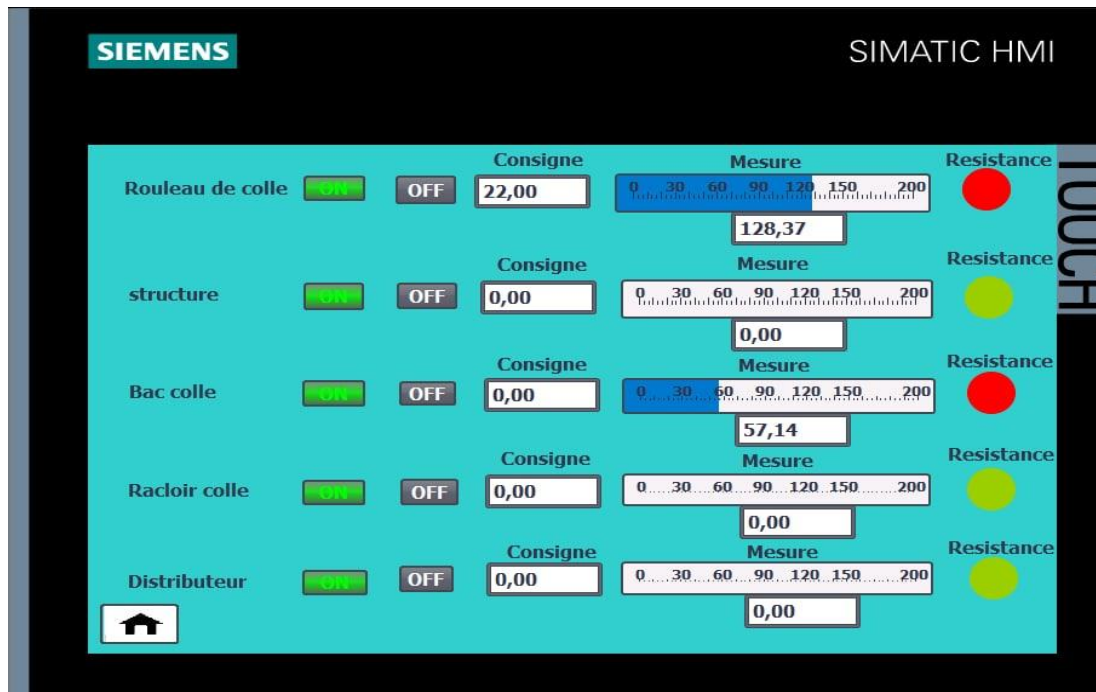 SIEMENS
SIMATIC HMI
TOUCH
Consigne Mesure Resistance
Rouleau de colle ON OFF 22,00 0 30 60 90 120 150 200
128,37
Consigne Mesure Resistance
structure ON OFF 0,00 0 30 60 90 120 150 200
0,00
Consigne Mesure Resistance
Bac colle ON OFF 0,00 0 30 60 90 120 150 200
57,14
Consigne Mesure Resistance
Racloir colle ON OFF 0,00 0 30 60 90 120 150 200
0,00
Consigne Mesure Resistance
Distributeur ON OFF 0,00 0 30 60 90 120 150 200
0,00